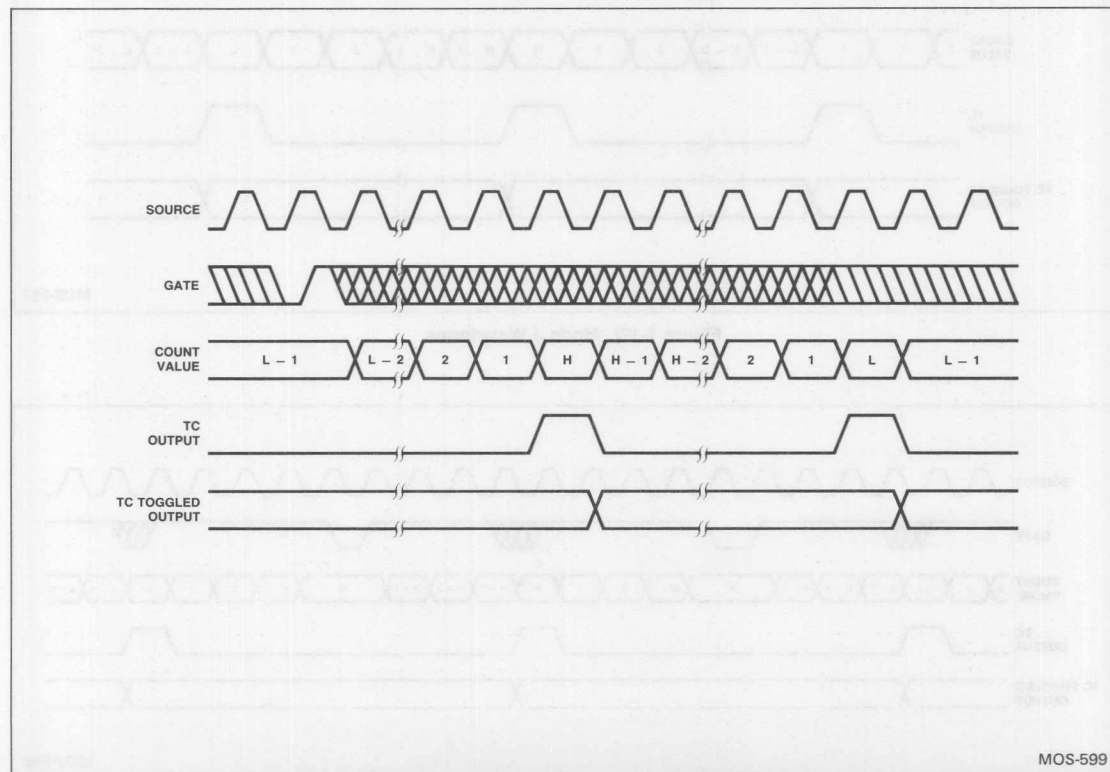 SOURCE
GATE
COUNT
VALUE
L – 1
L – 2
2
1
H
H – 1
H – 2
2
1
L
L – 1
TC
OUTPUT
TC TOGGLED
OUTPUT
MOS-599